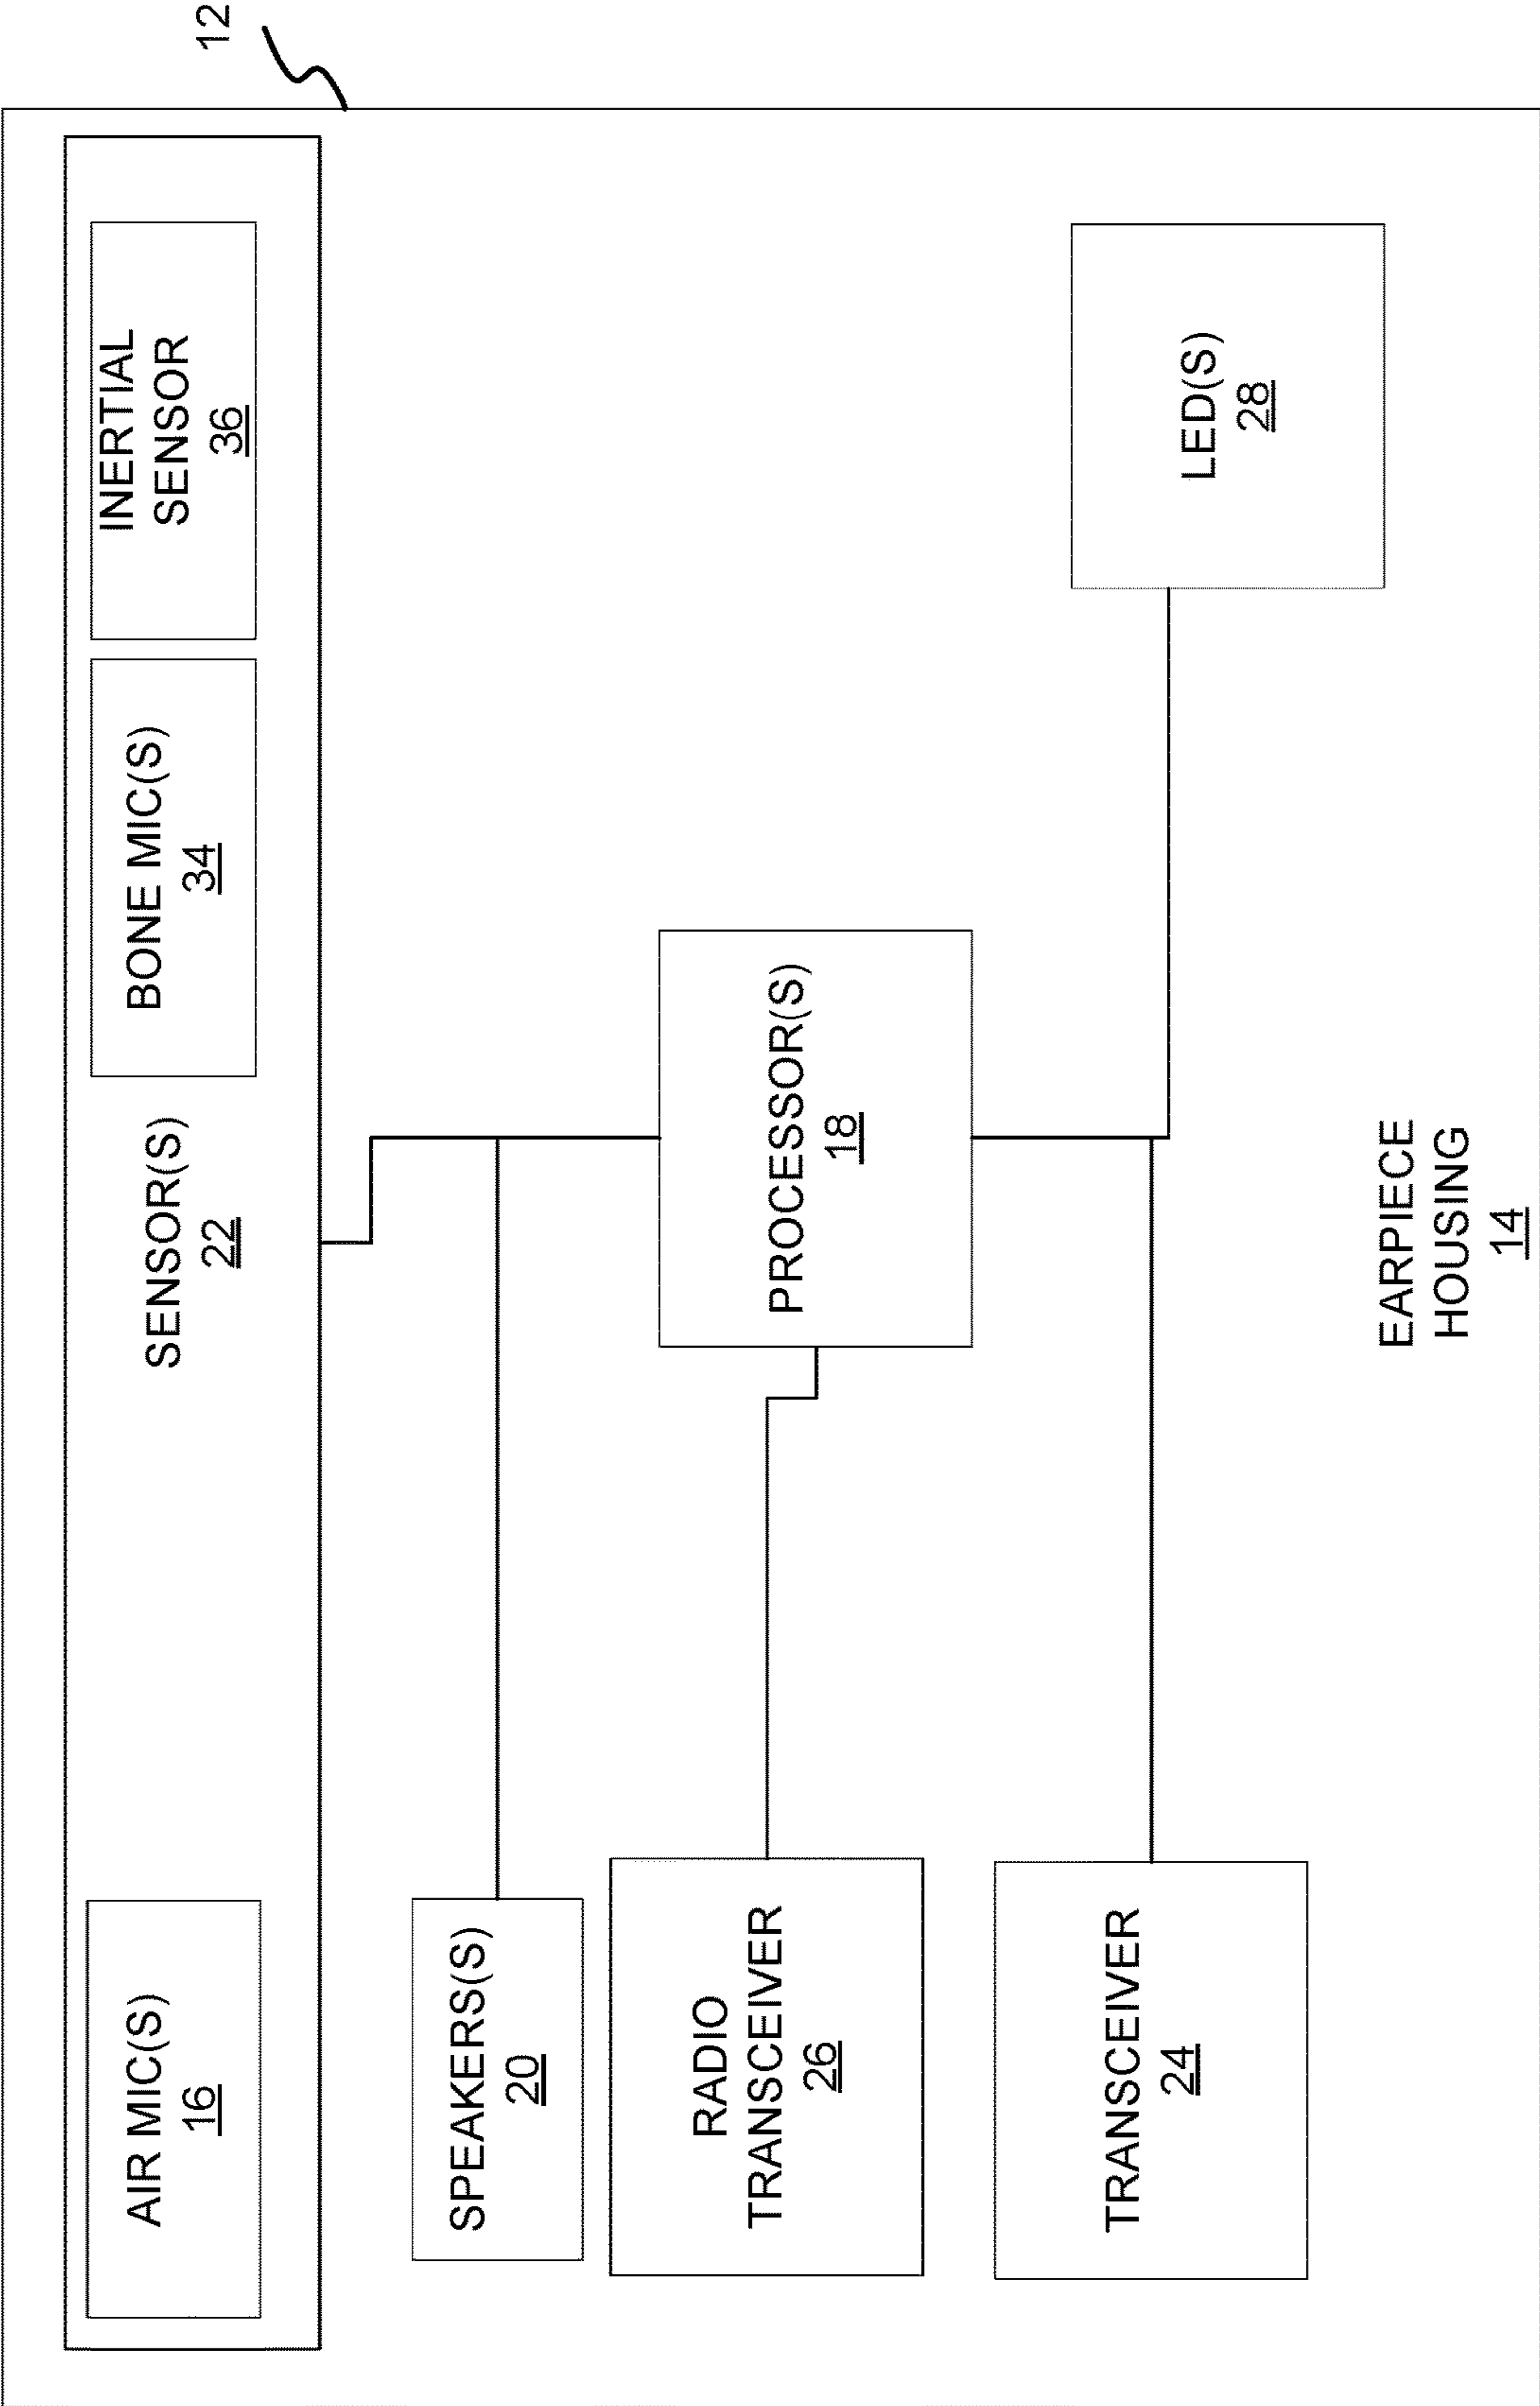 12
AIR MIC(S)
16
SENSOR(S)
22
BONE MIC(S)
34
INERTIAL
SENSOR
36
SPEAKERS(S)
20
RADIO
TRANSCEIVER
26
PROCESSOR(S)
18
TRANSCEIVER
24
LED(S)
28
EARPIECE
HOUSING
14